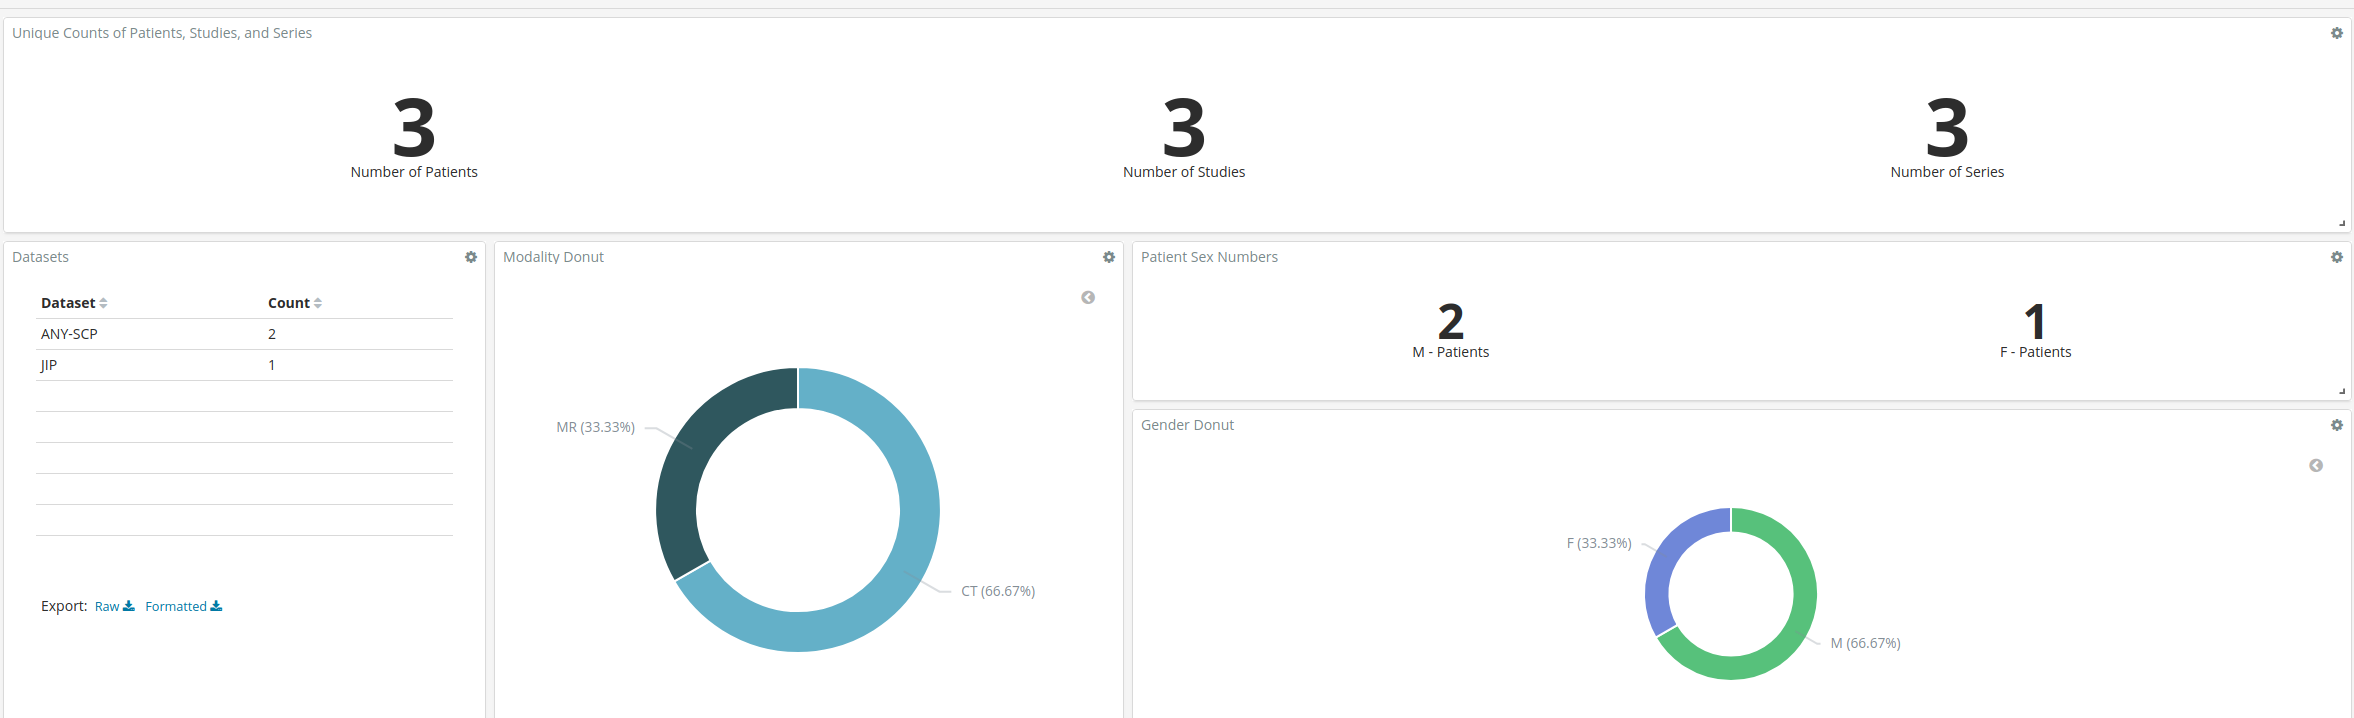 Unique Counts of Patients, Studies, and Series
3
Number of Patients
3
Number of Studies
3
Number of Series
Datasets
Dataset Count
ANY-SCP 2
JIP 1
Export: Raw Formatted
Modality Donut
MR (33.33%)
CT (66.67%)
Patient Sex Numbers
2
M - Patients
1
F - Patients
Gender Donut
F (33.33%)
M (66.67%)